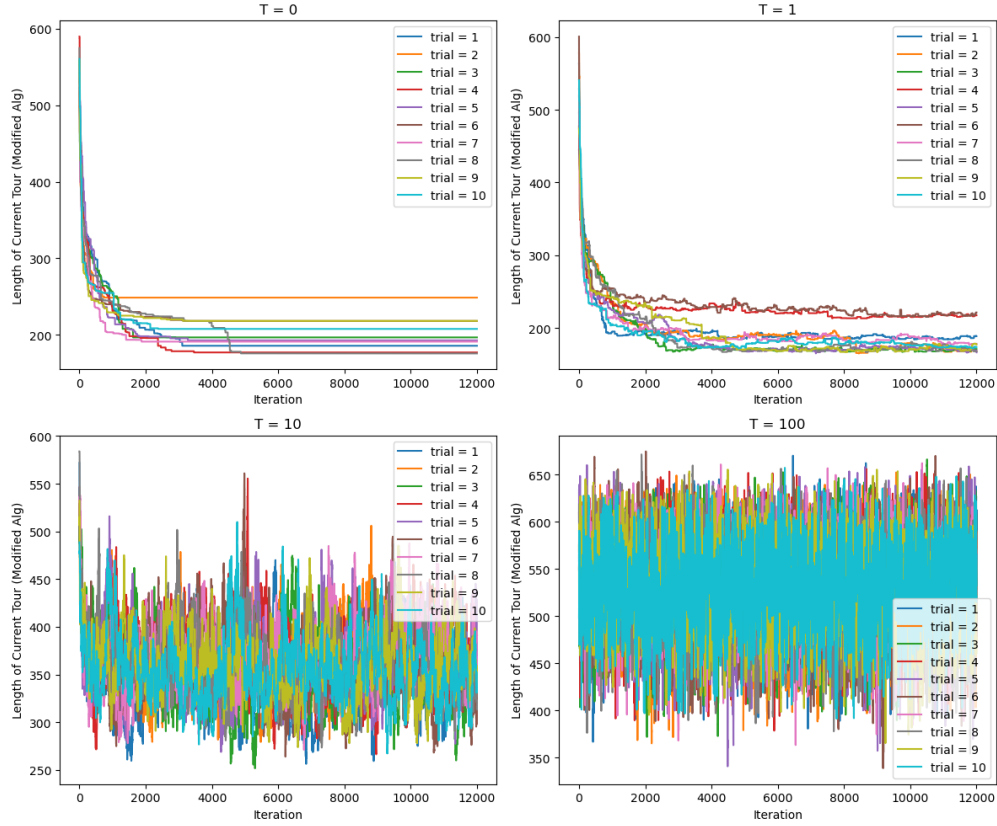 T = 0
600
500
400
300
200
Length of Current Tour (Modified Alg)
trial = 1
trial = 2
trial = 3
trial = 4
trial = 5
trial = 6
trial = 7
trial = 8
trial = 9
trial = 10
0 2000 4000 6000 8000 10000 12000
Iteration
T = 1
600
500
400
300
200
Length of Current Tour (Modified Alg)
trial = 1
trial = 2
trial = 3
trial = 4
trial = 5
trial = 6
trial = 7
trial = 8
trial = 9
trial = 10
0 2000 4000 6000 8000 10000 12000
Iteration
T = 10
600
550
500
450
400
350
300
250
Length of Current Tour (Modified Alg)
trial = 1
trial = 2
trial = 3
trial = 4
trial = 5
trial = 6
trial = 7
trial = 8
trial = 9
trial = 10
0 2000 4000 6000 8000 10000 12000
Iteration
T = 100
650
600
550
500
450
400
350
Length of Current Tour (Modified Alg)
trial = 1
trial = 2
trial = 3
trial = 4
trial = 5
trial = 6
trial = 7
trial = 8
trial = 9
trial = 10
0 2000 4000 6000 8000 10000 12000
Iteration